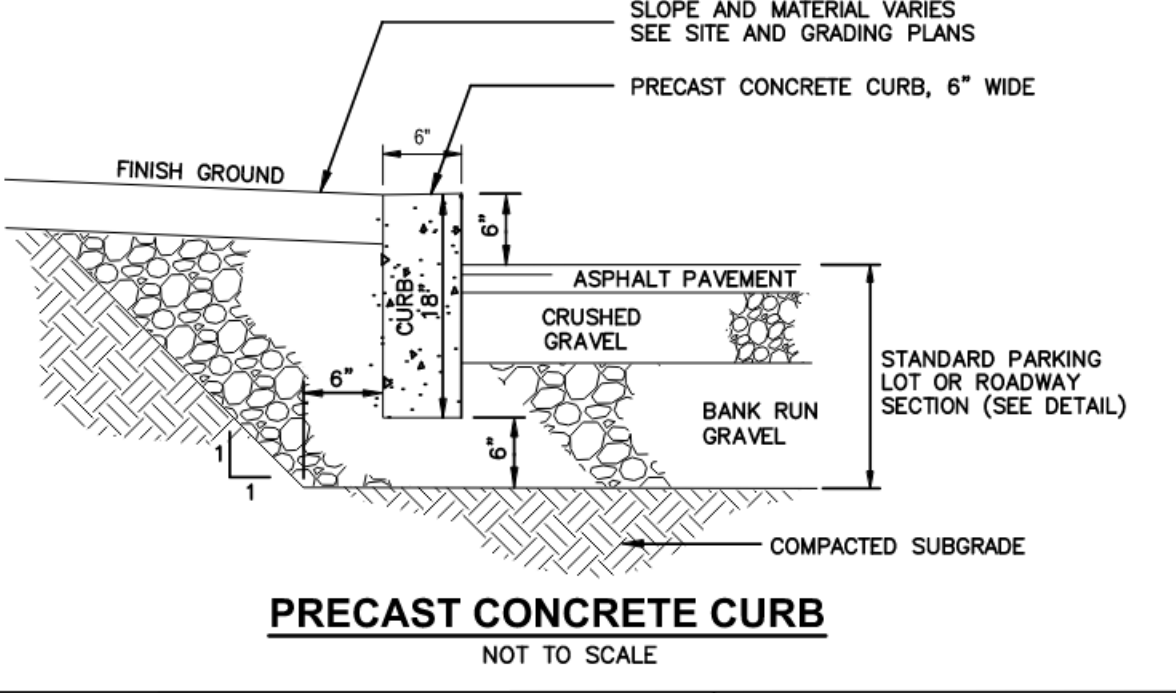 SLOPE AND MATERIAL VARIES
SEE SITE AND GRADING PLANS
PRECAST CONCRETE CURB, 6" WIDE
6"
FINISH GROUND
6"
CURB
18"
ASPHALT PAVEMENT
CRUSHED
GRAVEL
6"
STANDARD PARKING
LOT OR ROADWAY
SECTION (SEE DETAIL)
BANK RUN
GRAVEL
6"
1
1
COMPACTED SUBGRADE
PRECAST CONCRETE CURB
NOT TO SCALE